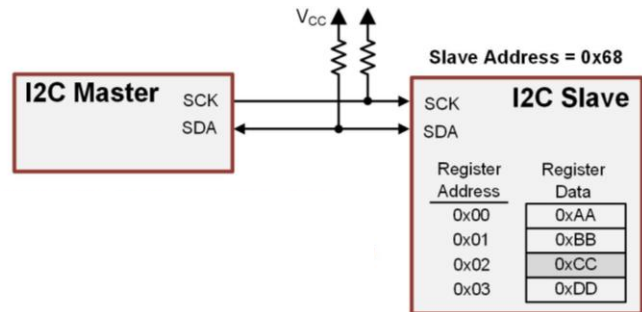 VCC
Slave Address = 0x68
I2C Master
SCK
SDA
I2C Slave
SCK
SDA
Register Address
Register Data
0x00 0xAA
0x01 0xBB
0x02 0xCC
0x03 0xDD